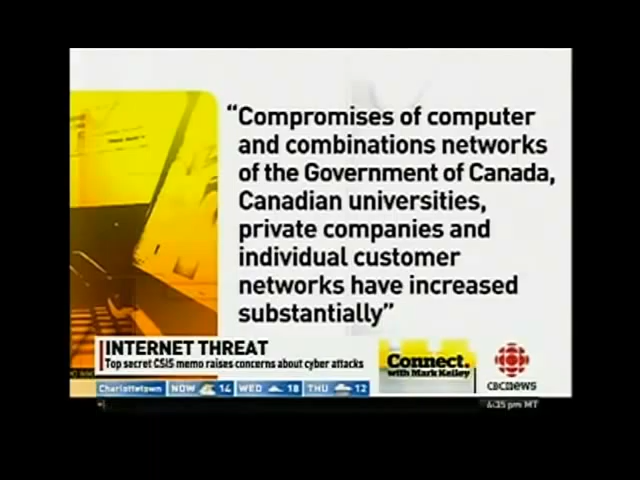 “Compromises of computer
and combinations networks
of the Government of Canada,
Canadian universities,
private companies and
individual customer
networks have increased
substantially”
INTERNET THREAT
Top secret CSIS memo raises concerns about cyber attacks
Connect.
with Mark Kelley
CBCNEWS
Charlottetown NOW 14 WED 18 THU 12
4:35 pm MT